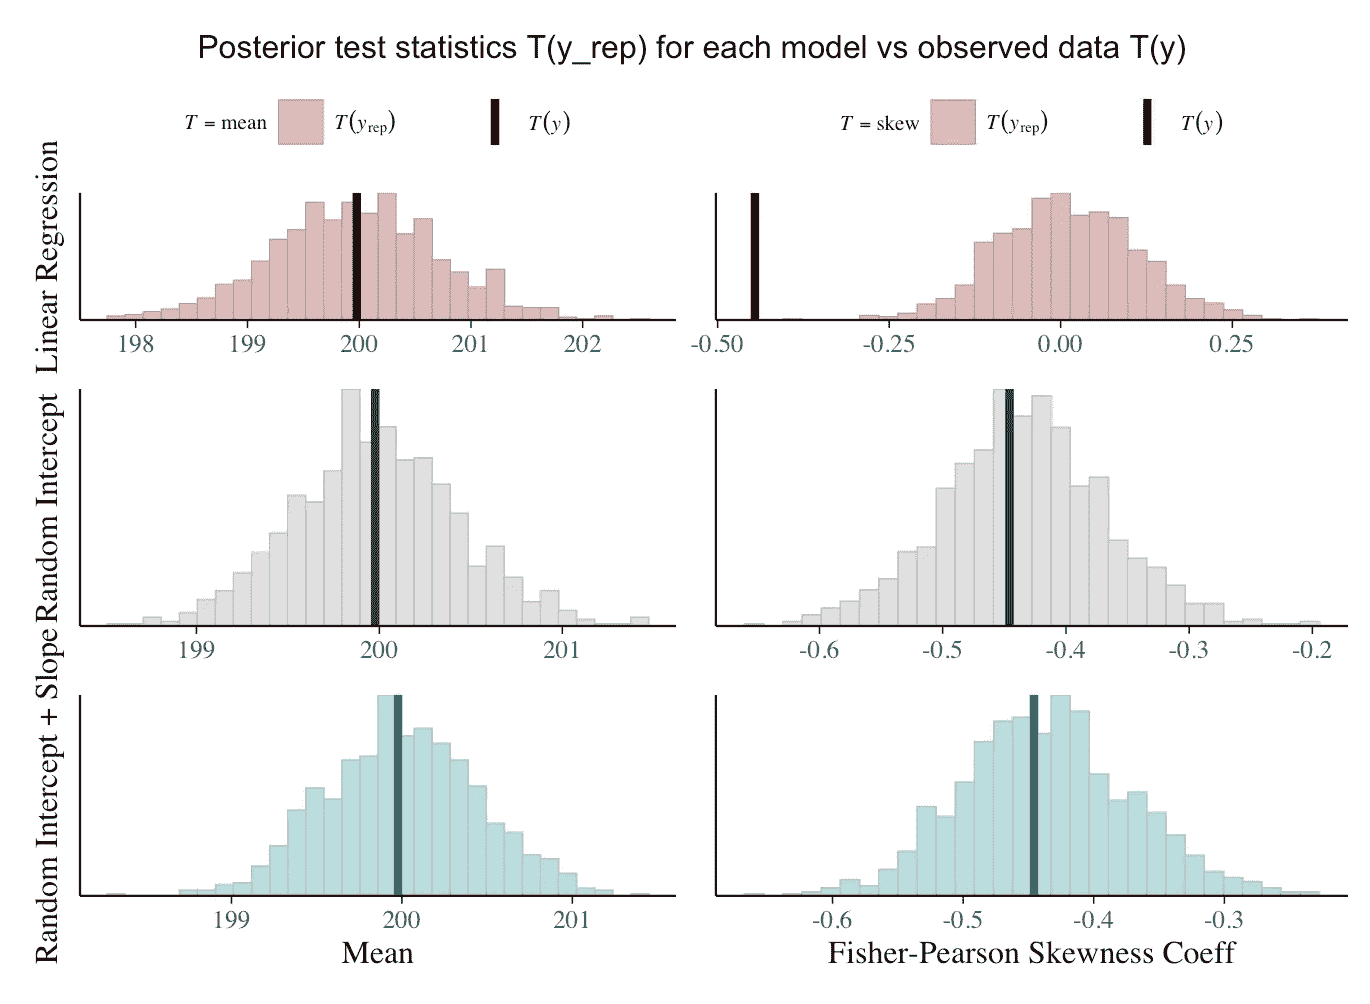 Posterior test statistics T(y_rep) for each model vs observed data T(y)
T = mean T(yrep) T(y)
T = skew T(yrep) T(y)
Linear Regression
198 199 200 201 202
-0.50 -0.25 0.00 0.25
Random Intercept
199 200 201
-0.6 -0.5 -0.4 -0.3 -0.2
Random Intercept + Slope
199 200 201
-0.6 -0.5 -0.4 -0.3
Mean
Fisher-Pearson Skewness Coeff